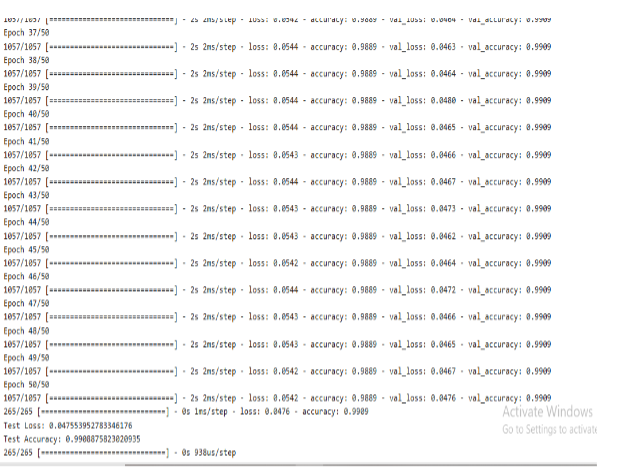 1057/1057 [==============================] - 2s 2ms/step - loss: 0.0542 - accuracy: 0.9889 - val_loss: 0.0464 - val_accuracy: 0.9909
Epoch 37/50
1057/1057 [==============================] - 2s 2ms/step - loss: 0.0544 - accuracy: 0.9889 - val_loss: 0.0463 - val_accuracy: 0.9909
Epoch 38/50
1057/1057 [==============================] - 2s 2ms/step - loss: 0.0544 - accuracy: 0.9889 - val_loss: 0.0464 - val_accuracy: 0.9909
Epoch 39/50
1057/1057 [==============================] - 2s 2ms/step - loss: 0.0544 - accuracy: 0.9889 - val_loss: 0.0480 - val_accuracy: 0.9909
Epoch 40/50
1057/1057 [==============================] - 2s 2ms/step - loss: 0.0544 - accuracy: 0.9889 - val_loss: 0.0465 - val_accuracy: 0.9909
Epoch 41/50
1057/1057 [==============================] - 2s 2ms/step - loss: 0.0543 - accuracy: 0.9889 - val_loss: 0.0466 - val_accuracy: 0.9909
Epoch 42/50
1057/1057 [==============================] - 2s 2ms/step - loss: 0.0544 - accuracy: 0.9889 - val_loss: 0.0467 - val_accuracy: 0.9909
Epoch 43/50
1057/1057 [==============================] - 2s 2ms/step - loss: 0.0543 - accuracy: 0.9889 - val_loss: 0.0473 - val_accuracy: 0.9909
Epoch 44/50
1057/1057 [==============================] - 2s 2ms/step - loss: 0.0543 - accuracy: 0.9889 - val_loss: 0.0462 - val_accuracy: 0.9909
Epoch 45/50
1057/1057 [==============================] - 2s 2ms/step - loss: 0.0542 - accuracy: 0.9889 - val_loss: 0.0464 - val_accuracy: 0.9909
Epoch 46/50
1057/1057 [==============================] - 2s 2ms/step - loss: 0.0544 - accuracy: 0.9889 - val_loss: 0.0472 - val_accuracy: 0.9909
Epoch 47/50
1057/1057 [==============================] - 2s 2ms/step - loss: 0.0543 - accuracy: 0.9889 - val_loss: 0.0466 - val_accuracy: 0.9909
Epoch 48/50
1057/1057 [==============================] - 2s 2ms/step - loss: 0.0543 - accuracy: 0.9889 - val_loss: 0.0465 - val_accuracy: 0.9909
Epoch 49/50
1057/1057 [==============================] - 2s 2ms/step - loss: 0.0542 - accuracy: 0.9889 - val_loss: 0.0467 - val_accuracy: 0.9909
Epoch 50/50
1057/1057 [==============================] - 2s 2ms/step - loss: 0.0542 - accuracy: 0.9889 - val_loss: 0.0476 - val_accuracy: 0.9909
265/265 [==============================] - 0s 1ms/step - loss: 0.0476 - accuracy: 0.9909
Test Loss: 0.047553952783346176
Test Accuracy: 0.9908875823020935
265/265 [==============================] - 0s 938us/step
Activate Windows
Go to Settings to activate